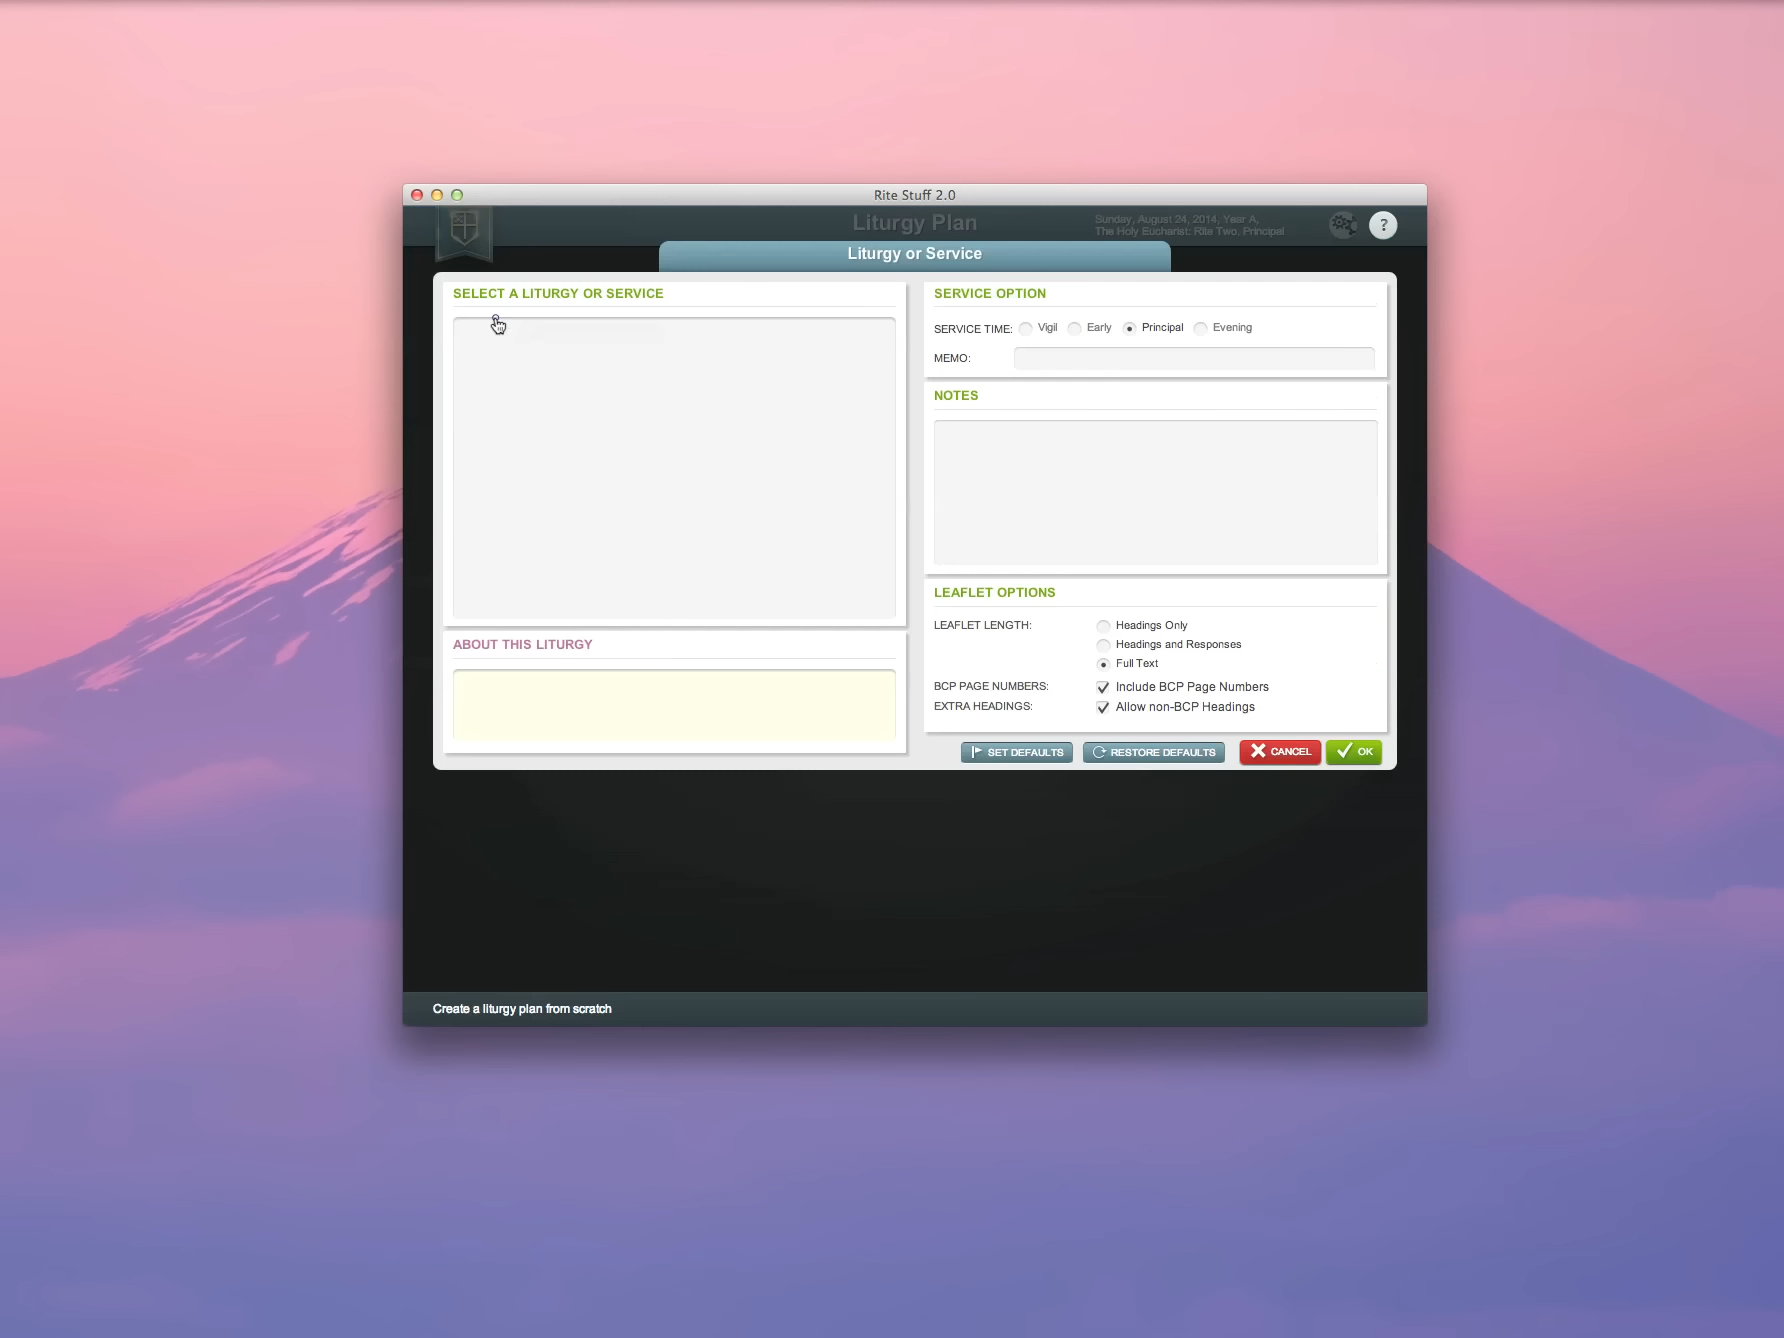 Rite Stuff 2.0
Liturgy Plan
Sunday, August 24, 2014, Year A,
The Holy Eucharist: Rite Two, Principal
?
Liturgy or Service
SELECT A LITURGY OR SERVICE
ABOUT THIS LITURGY
SERVICE OPTION
SERVICE TIME: Vigil Early Principal Evening
MEMO:
NOTES
LEAFLET OPTIONS
LEAFLET LENGTH: Headings Only
Headings and Responses
Full Text
BCP PAGE NUMBERS: Include BCP Page Numbers
EXTRA HEADINGS: Allow non-BCP Headings
SET DEFAULTS RESTORE DEFAULTS CANCEL OK
Create a liturgy plan from scratch